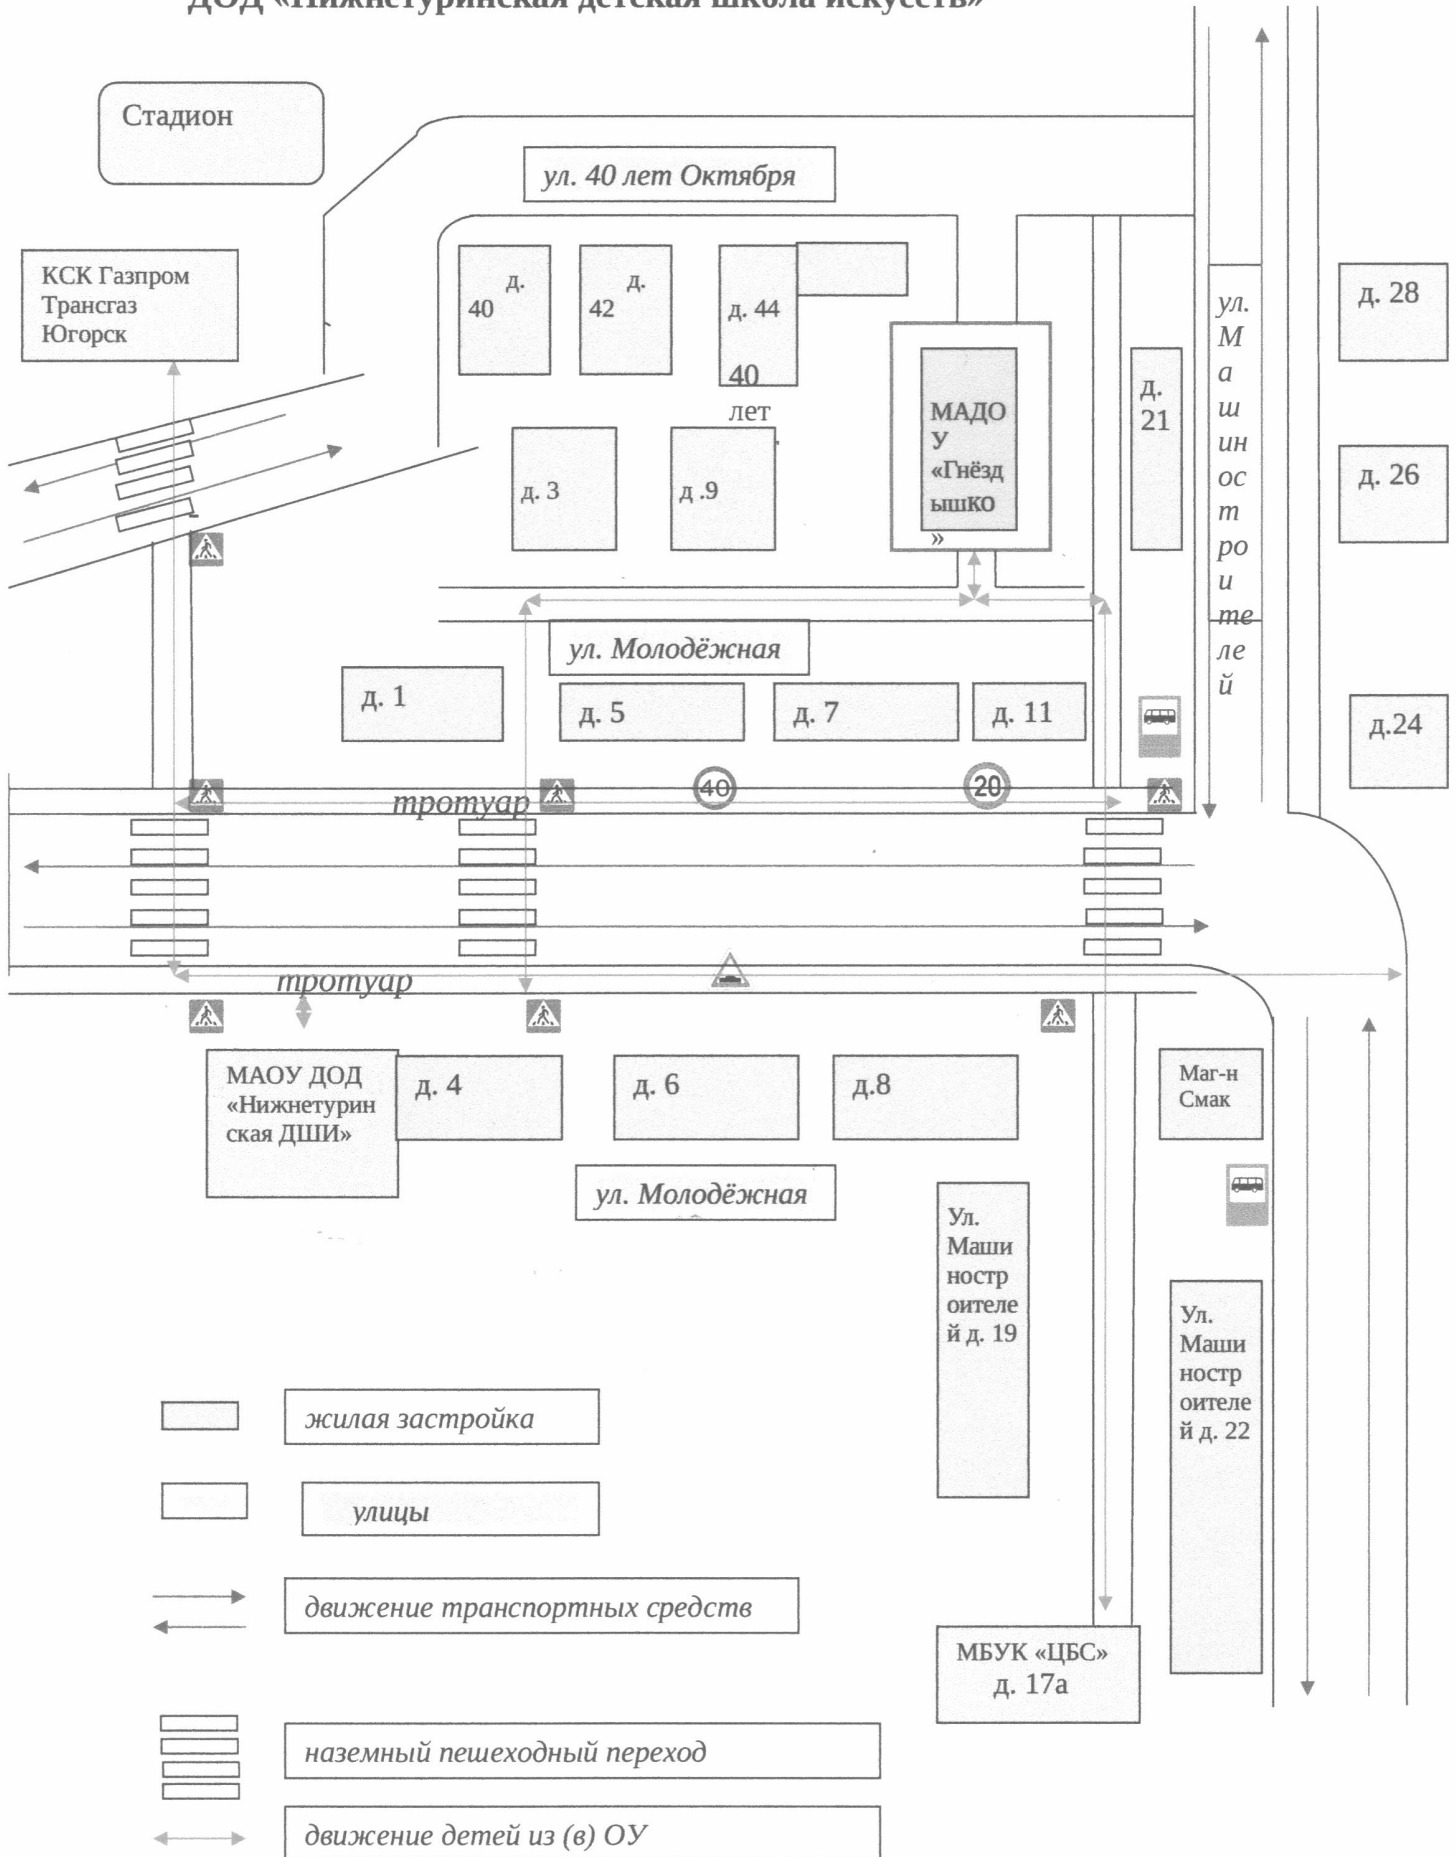 ДОД «Нижнетуринская детская школа искусств»
Стадион
ул. 40 лет Октября
КСК Газпром
Трансгаз
Югорск
д.
40
д.
42
д. 44
40
лет
МАДО
У
«Гнёзд
ышко
»
д.
21
ул.
М
а
ш
ин
ос
т
ро
и
те
ле
й
д. 28
д. 26
д.24
д. 3
д .9
ул. Молодёжная
д. 1
д. 5
д. 7
д. 11
тротуар
40
20
тротуар
МАОУ ДОД
«Нижнетурин
ская ДШИ»
д. 4
д. 6
д.8
Маг-н
Смак
ул. Молодёжная
Ул.
Маши
ностр
оителе
й д. 19
Ул.
Маши
ностр
оителе
й д. 22
жилая застройка
улицы
движение транспортных средств
МБУК «ЦБС»
д. 17а
наземный пешеходный переход
движение детей из (в) ОУ